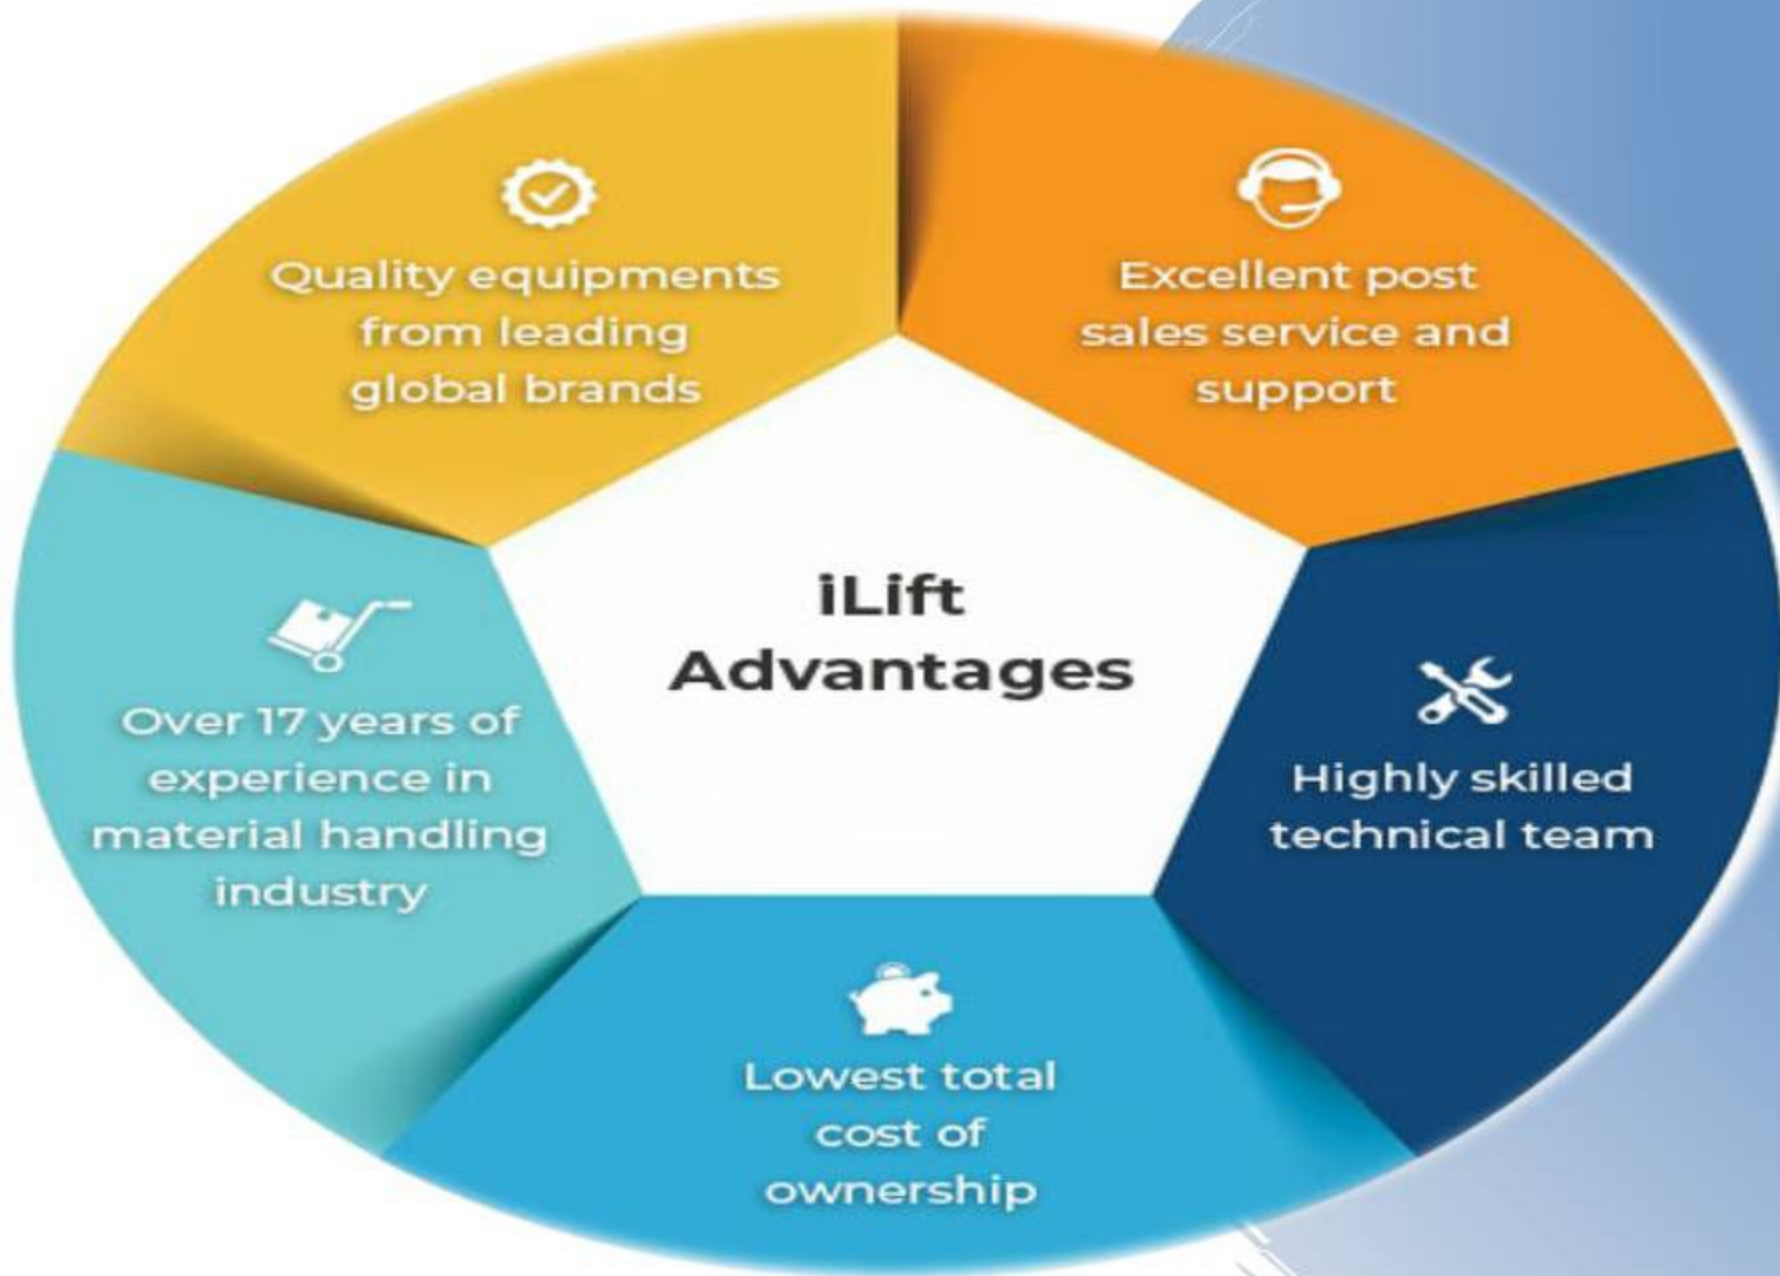 Quality equipments
from leading
global brands
Excellent post
sales service and
support
iLift
Advantages
Over 17 years of
experience in
material handling
industry
Highly skilled
technical team
Lowest total
cost of
ownership